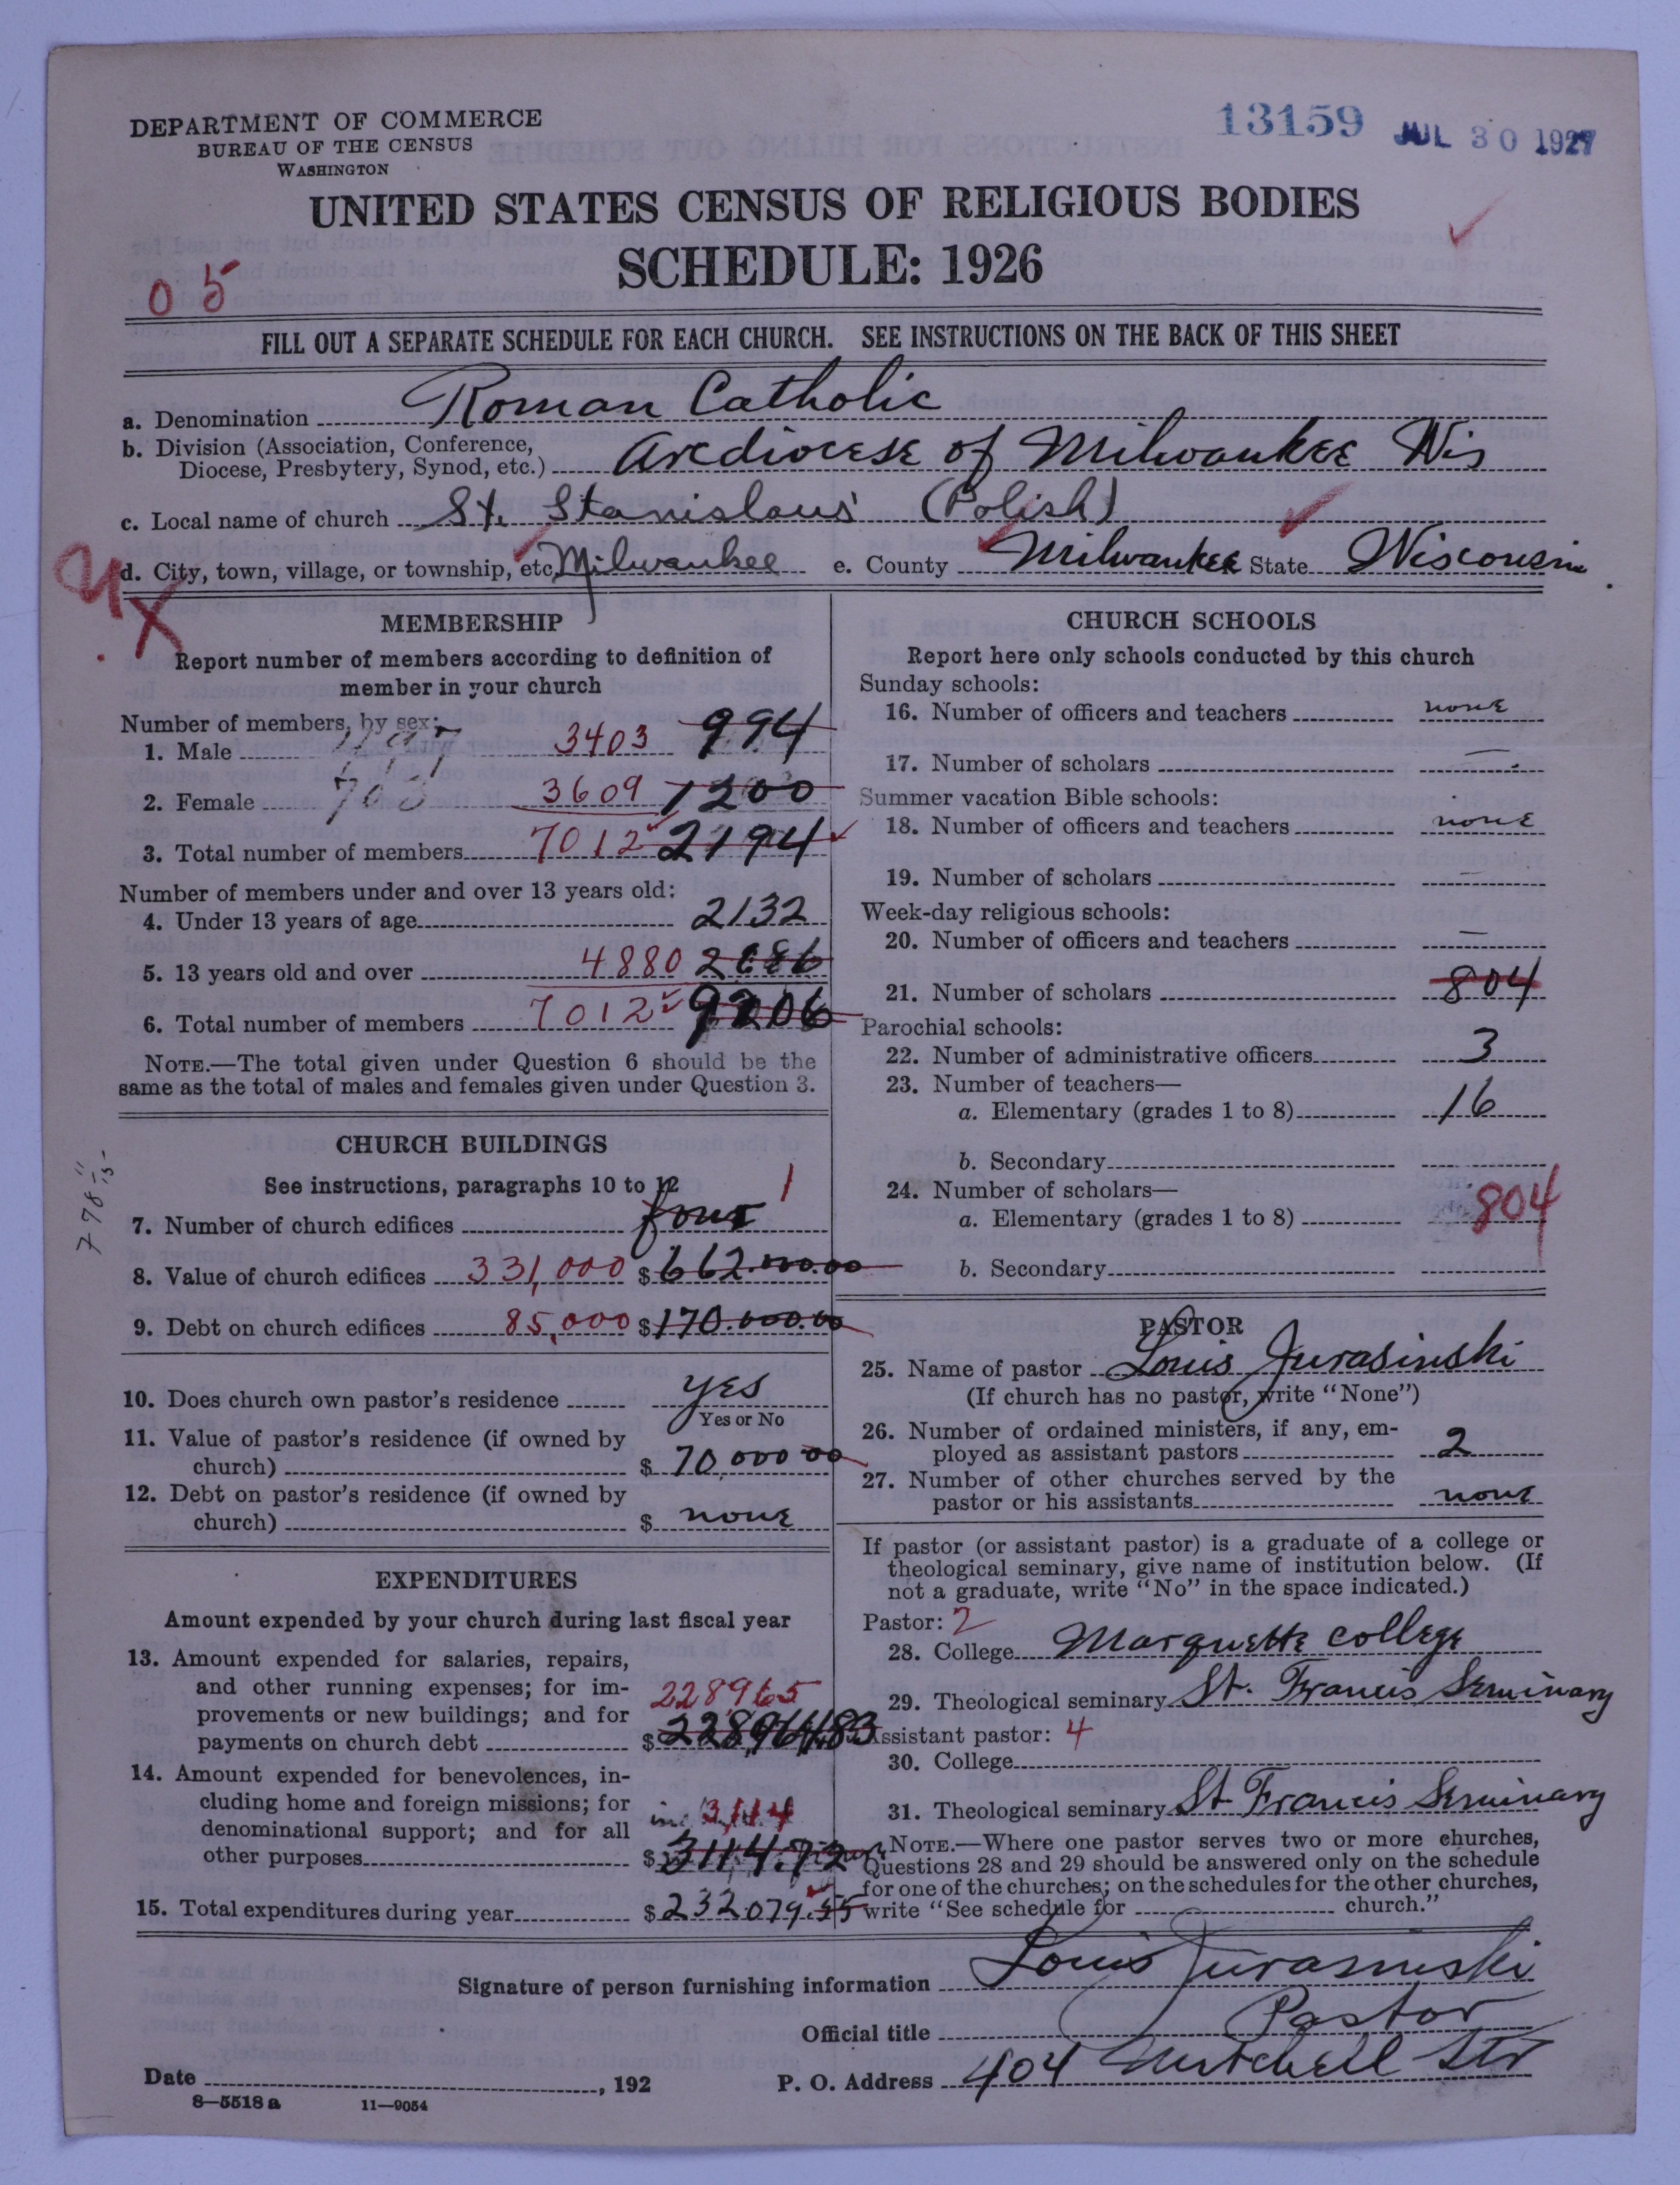 DEPARTMENT OF COMMERCE
BUREAU OF THE CENSUS
WASHINGTON
13159 JUL 30 1927
UNITED STATES CENSUS OF RELIGIOUS BODIES
SCHEDULE: 1926
05
FILL OUT A SEPARATE SCHEDULE FOR EACH CHURCH. SEE INSTRUCTIONS ON THE BACK OF THIS SHEET
a. Denomination Roman Catholic
b. Division (Association, Conference,
Diocese, Presbytery, Synod, etc.) Arcdiocese of Milwaukee Wis
c. Local name of church St. Stanislaus' (Polish)
d. City, town, village, or township, etc. Milwaukee e. County Milwaukee State Wisconsin
MEMBERSHIP
Report number of members according to definition of
member in your church
Number of members, by sex:
1. Male 3403 994
2. Female 3609 1200
3. Total number of members 7012 2194
Number of members under and over 13 years old:
4. Under 13 years of age 2132
5. 13 years old and over 4880
6. Total number of members 7012 9206
NOTE.—The total given under Question 6 should be the
same as the total of males and females given under Question 3.
CHURCH BUILDINGS
See instructions, paragraphs 10 to 12 1
7. Number of church edifices four
8. Value of church edifices 331,000 $662.000.00
9. Debt on church edifices 85,000 $170.000.00
10. Does church own pastor's residence yes
Yes or No
11. Value of pastor's residence (if owned by
church) $ 70,000 00
12. Debt on pastor's residence (if owned by
church) $ none
EXPENDITURES
Amount expended by your church during last fiscal year
13. Amount expended for salaries, repairs,
and other running expenses; for im-
provements or new buildings; and for 228,965
payments on church debt $ 228,964.83
14. Amount expended for benevolences, in-
cluding home and foreign missions; for
denominational support; and for all 3,114
other purposes $ 3114.72
15. Total expenditures during year $ 232.079.55
CHURCH SCHOOLS
Report here only schools conducted by this church
Sunday schools:
16. Number of officers and teachers none
17. Number of scholars —
Summer vacation Bible schools:
18. Number of officers and teachers none
19. Number of scholars —
Week-day religious schools:
20. Number of officers and teachers —
21. Number of scholars 804
Parochial schools:
22. Number of administrative officers 3
23. Number of teachers—
a. Elementary (grades 1 to 8) 16
b. Secondary
24. Number of scholars—
a. Elementary (grades 1 to 8) 804
b. Secondary
PASTOR
25. Name of pastor Louis Jurasinski
(If church has no pastor, write "None")
26. Number of ordained ministers, if any, em-
ployed as assistant pastors 2
27. Number of other churches served by the
pastor or his assistants none
If pastor (or assistant pastor) is a graduate of a college or
theological seminary, give name of institution below. (If
not a graduate, write "No" in the space indicated.)
Pastor: 2
28. College Marquette college
29. Theological seminary St. Francis Seminary
Assistant pastor: 4
30. College
31. Theological seminary St Francis Seminary
NOTE.—Where one pastor serves two or more churches,
Questions 28 and 29 should be answered only on the schedule
for one of the churches; on the schedules for the other churches,
write "See schedule for church."
Signature of person furnishing information Louis Jurasinski
Official title Pastor
Date , 192 P. O. Address 404 Mitchell Str
8—5518 a 11—9054